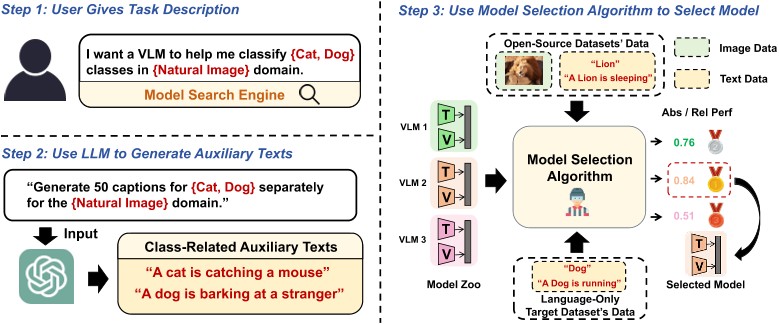 Step 1: User Gives Task Description
I want a VLM to help me classify {Cat, Dog}
classes in {Natural Image} domain.
Model Search Engine
Step 2: Use LLM to Generate Auxiliary Texts
“Generate 50 captions for {Cat, Dog} separately
for the {Natural Image} domain.”
Input
Class-Related Auxiliary Texts
“A cat is catching a mouse”
“A dog is barking at a stranger”
Step 3: Use Model Selection Algorithm to Select Model
Open-Source Datasets’ Data
“Lion”
“A Lion is sleeping”
Image Data
Text Data
VLM 1
T
V
VLM 2
T
V
VLM 3
T
V
Model Zoo
Model Selection
Algorithm
Abs / Rel Perf
0.76
0.84
0.51
T
V
Selected Model
“Dog”
“A Dog is running”
Language-Only
Target Dataset’s Data